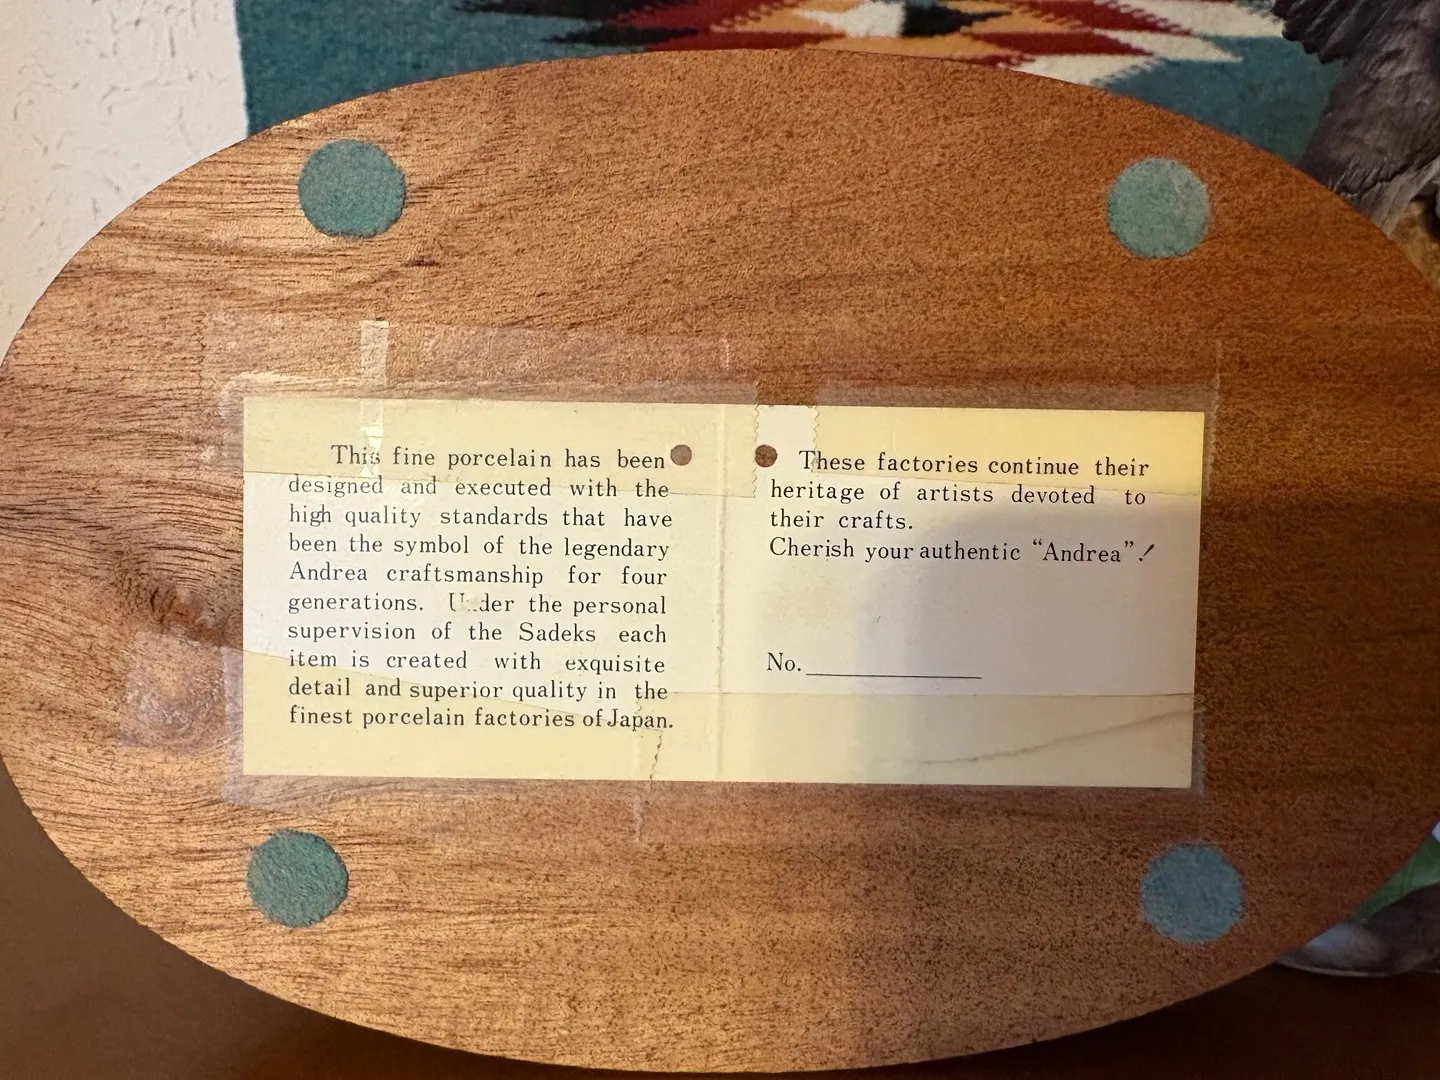 This fine porcelain has been
designed and executed with the
high quality standards that have
been the symbol of the legendary
Andrea craftsmanship for four
generations. Under the personal
supervision of the Sadeks each
item is created with exquisite
detail and superior quality in the
finest porcelain factories of Japan.
These factories continue their
heritage of artists devoted to
their crafts.
Cherish your authentic “Andrea”!
No. ______________